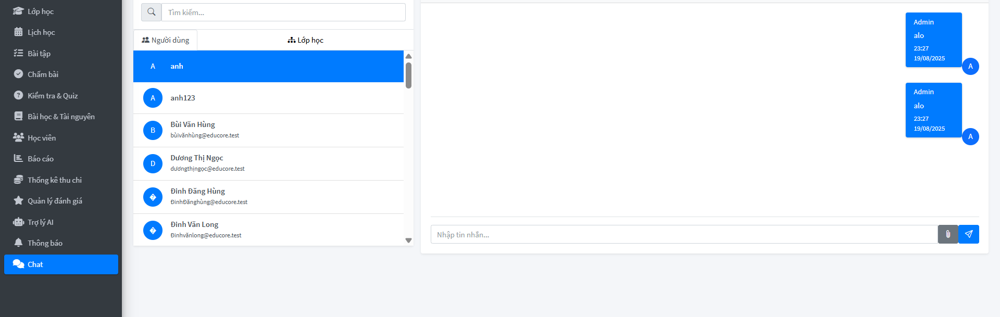 Lớp học
Lịch học
Bài tập
Chấm bài
Kiểm tra & Quiz
Bài học & Tài nguyên
Học viên
Báo cáo
Thống kê thu chi
Quản lý đánh giá
Trợ lý AI
Thông báo
Chat
Tìm kiếm...
Người dùng
Lớp học
A anh
A anh123
B Bùi Văn Hùng
bùivănhùng@educore.test
D Dương Thị Ngọc
dươngthịngọc@educore.test
� Đinh Đăng Hùng
ĐinhĐănghùng@educore.test
� Đinh Văn Long
Đinhvănlong@educore.test
Admin
alo
23:27
19/08/2025
A
Admin
alo
23:27
19/08/2025
A
Nhập tin nhắn...